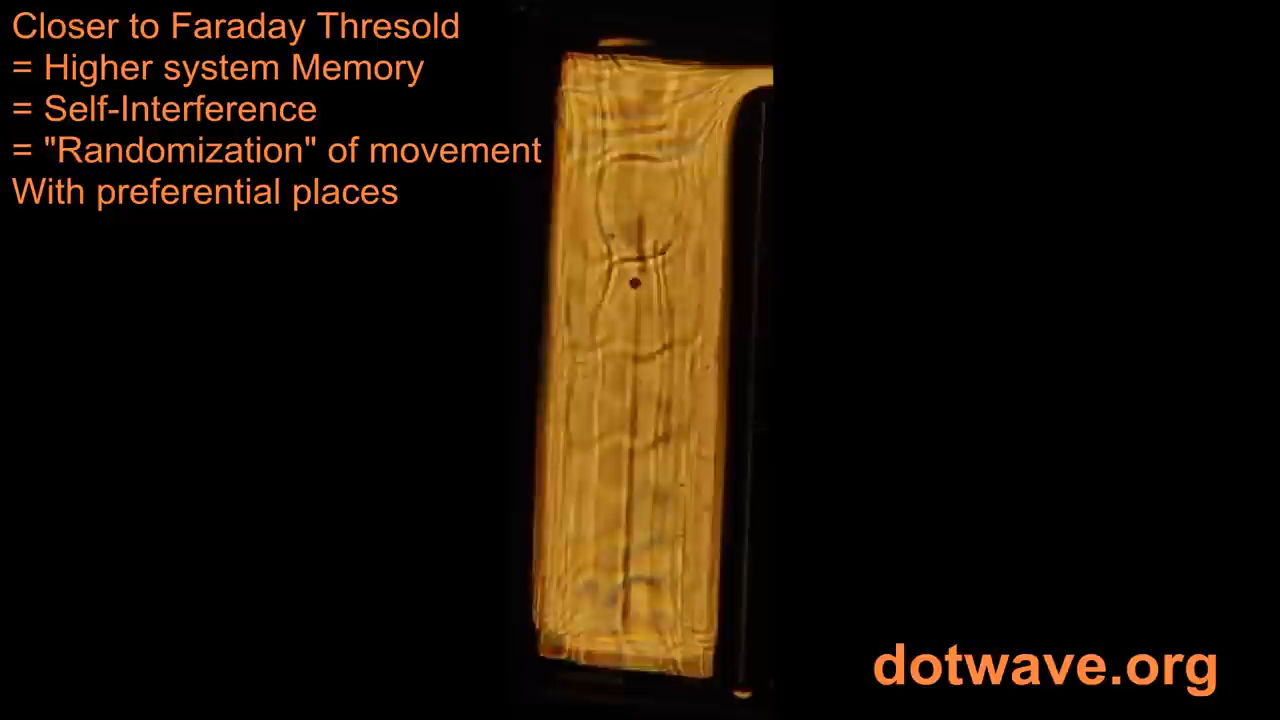 Closer to Faraday Thresold
= Higher system Memory
= Self-Interference
= "Randomization" of movement
With preferential places
dotwave.org